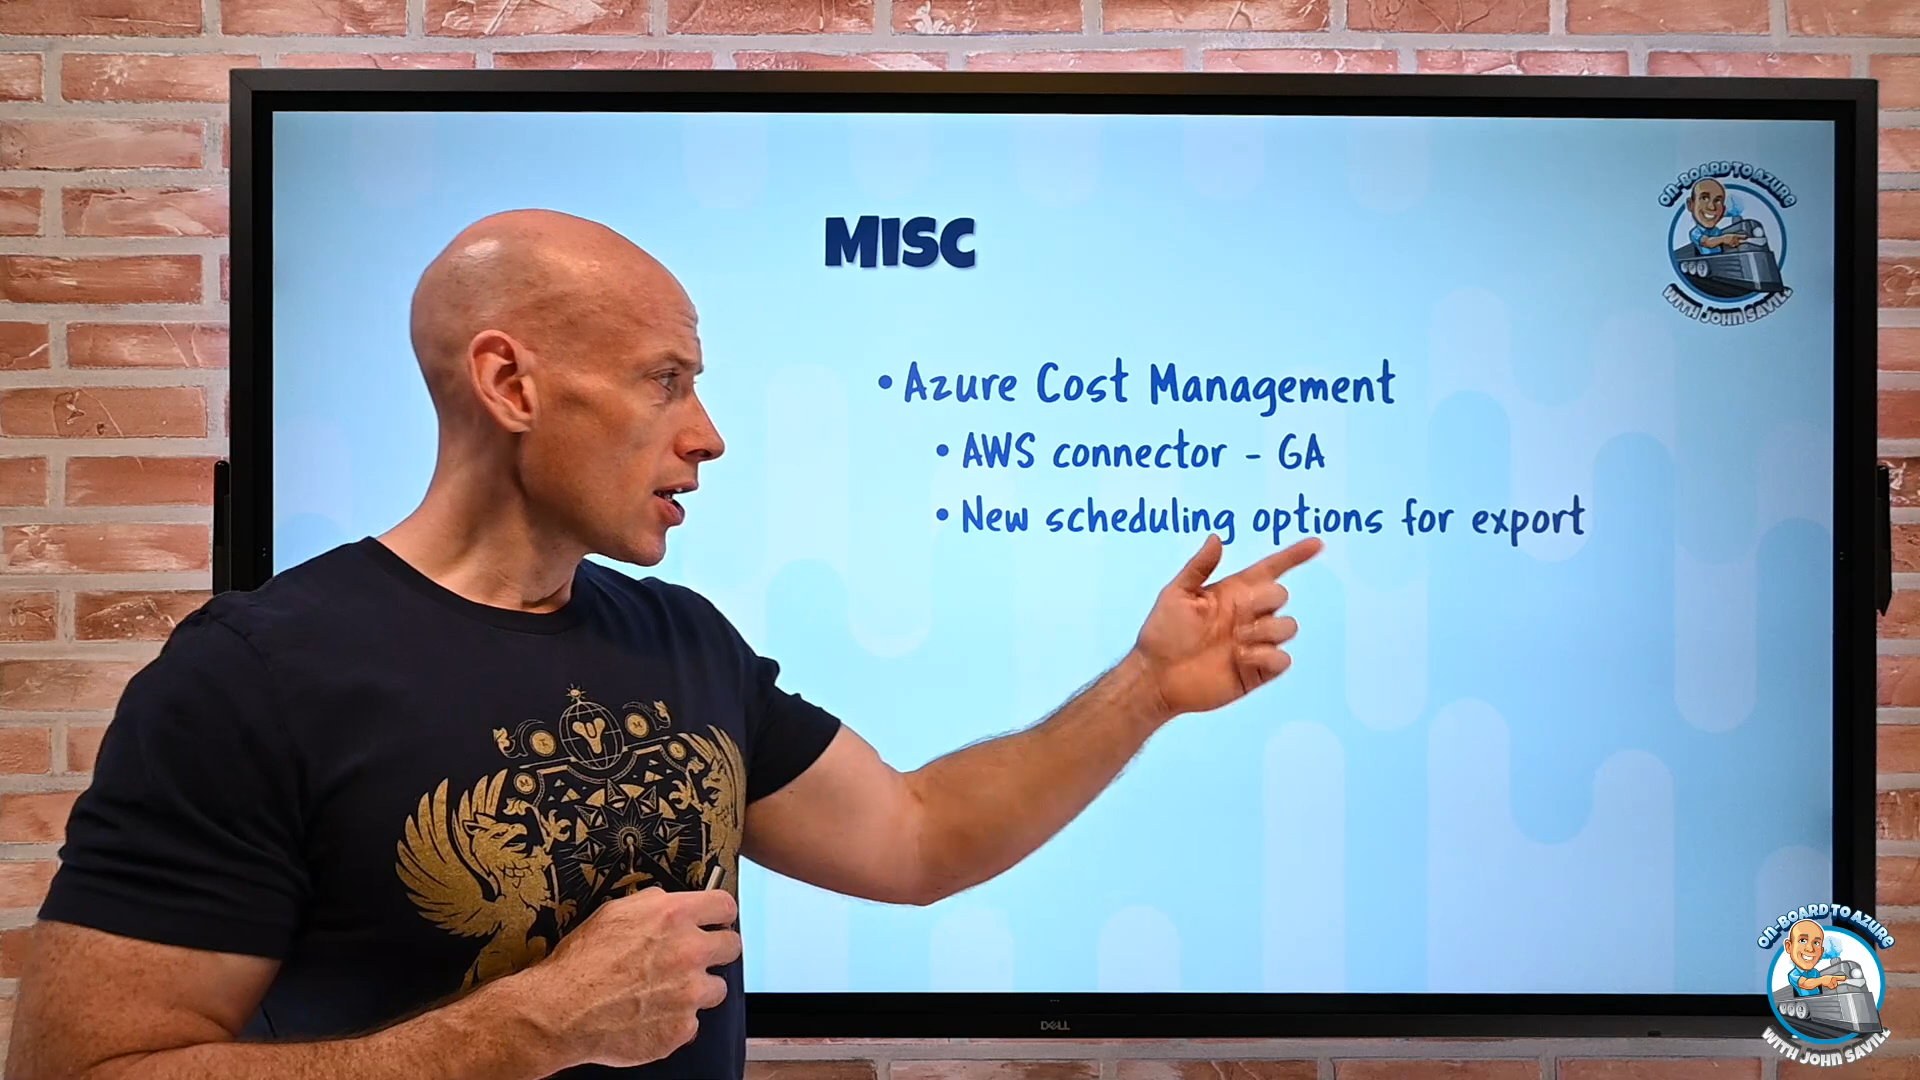 MISC
ON-BOARD TO AZURE
WITH JOHN SAVILL
• Azure Cost Management
• AWS connector - GA
• New scheduling options for export
DELL
ON-BOARD TO AZURE
WITH JOHN SAVILL